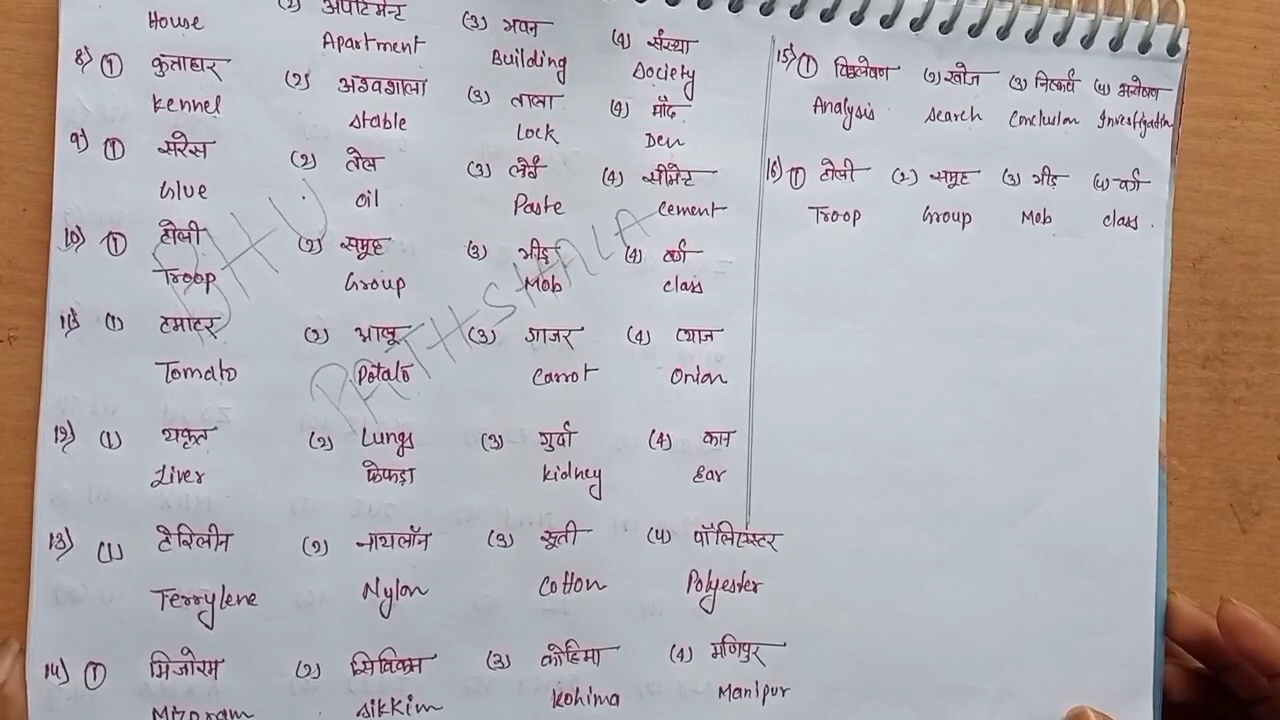 (2) अपार्टमेन्ट
House Apartment (3) भवन Building (4) संस्था Society
8) (1) कुत्ताघर (2) अश्वशाला (3) ताला (4) माँद
Kennel Stable Lock Den
9) (1) सरेस (2) तेल (3) लेई (4) सीमेंट
Glue Oil Paste Cement
10) (1) टोली (2) समूह (3) भीड़ (4) वर्ग
Troop Group Mob class
11) (1) टमाटर (2) आलू (3) गाजर (4) प्याज
Tomato Potato Carrot Onion
12) (1) यकृत (2) Lungs (3) गुर्दा (4) कान
Liver फेफड़ा Kidney Ear
13) (1) टेरिलीन (2) नायलॉन (3) सूती (4) पॉलिएस्टर
Terrylene Nylon Cotton Polyester
14) (1) मिजोरम (2) सिक्किम (3) कोहिमा (4) मणिपुर
Mizoram Sikkim Kohima Manipur
15) (1) विश्लेषण (2) खोज (3) निष्कर्ष (4) अन्वेषण
Analysis Search Conclusion Investigation
16) (1) टोली (2) समूह (3) भीड़ (4) वर्ग
Troop Group Mob class.
BHU
PATHSHALA